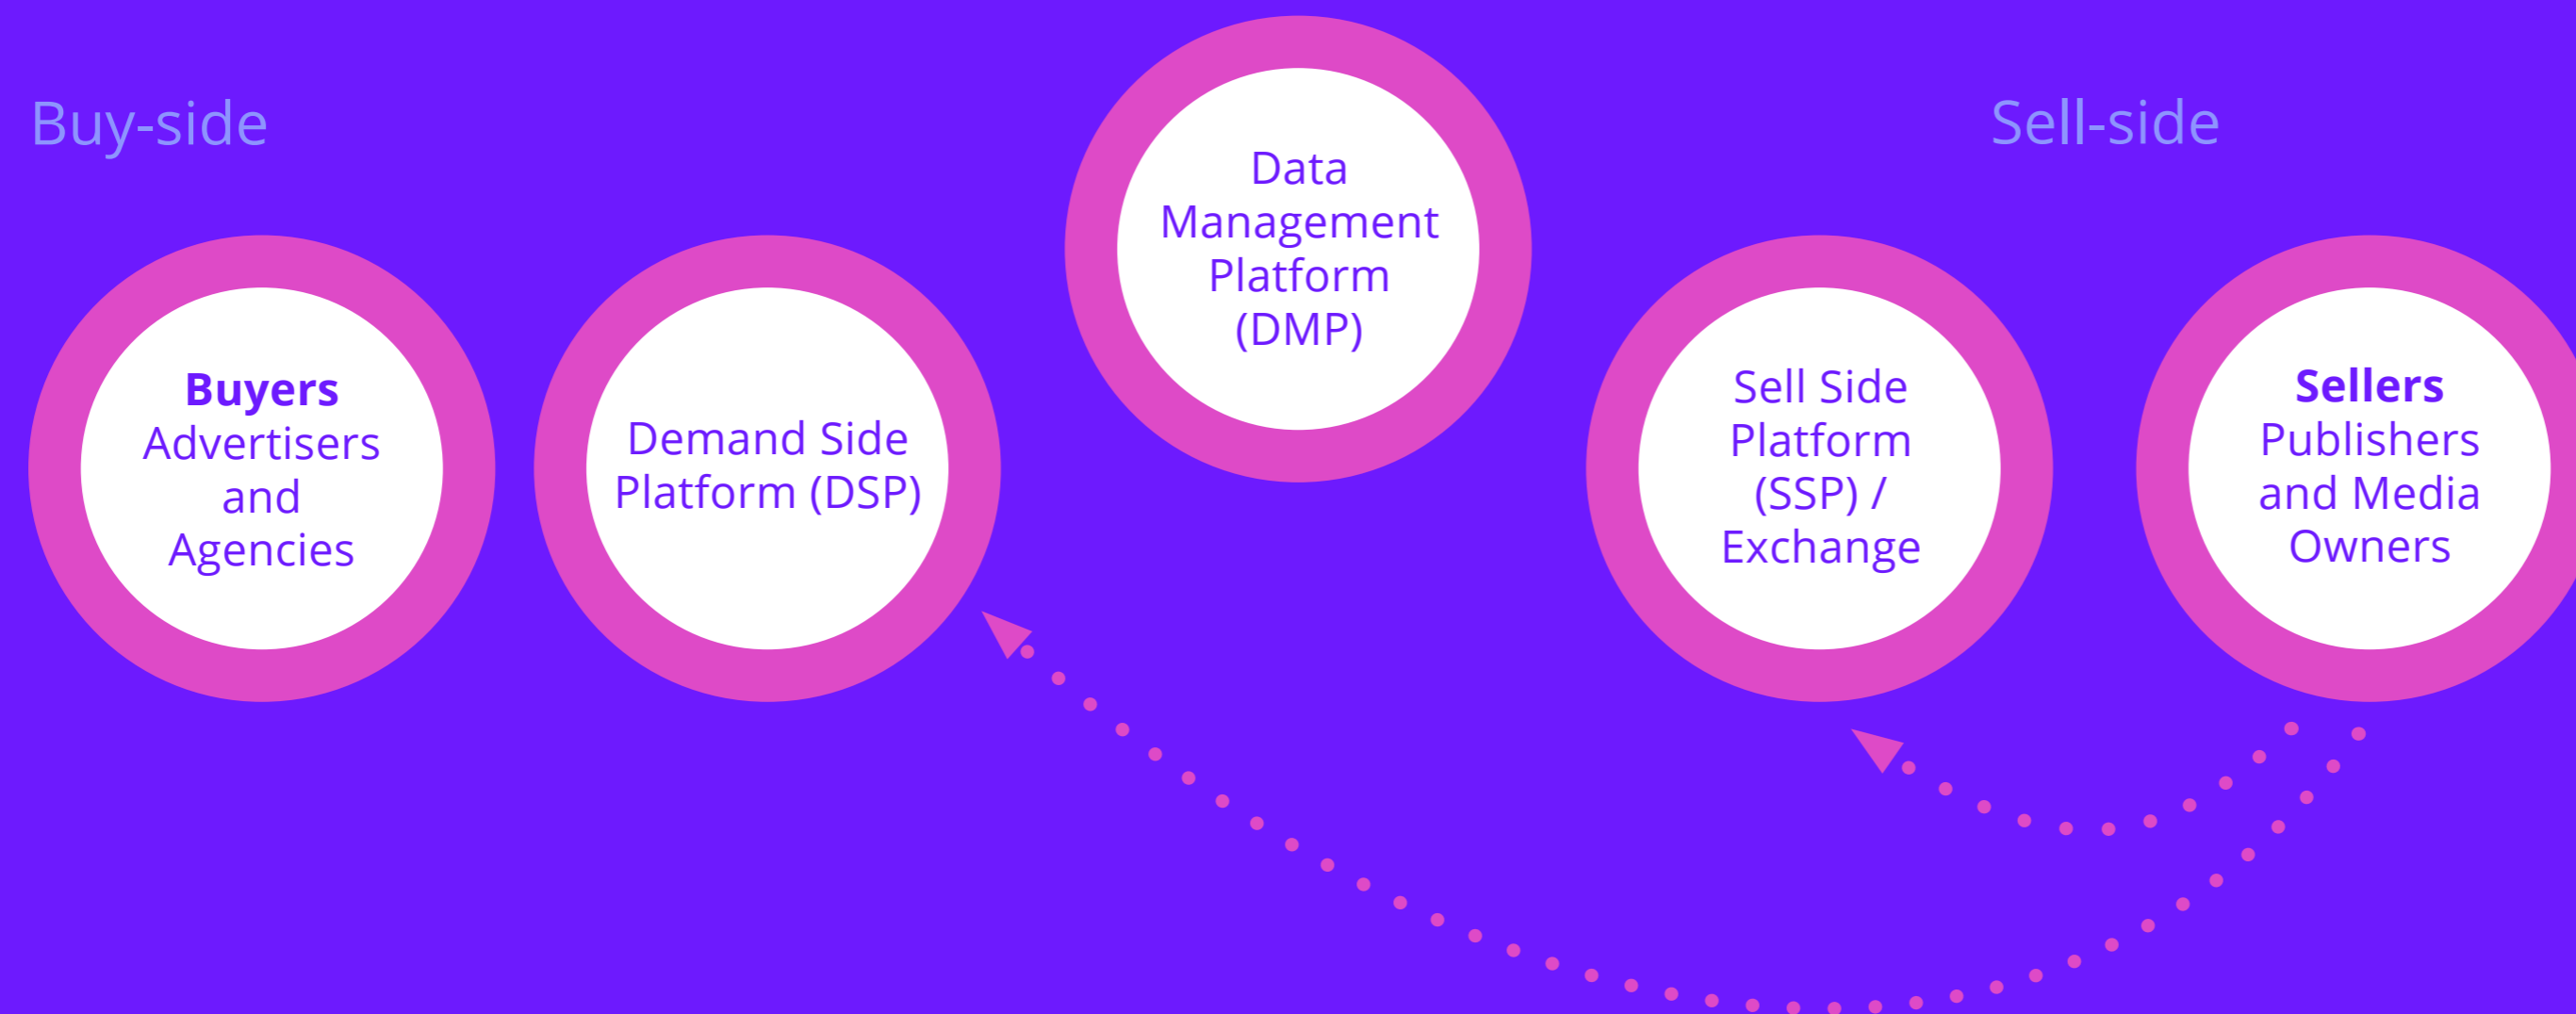 Buy-side
Sell-side
Buyers
Advertisers
and
Agencies
Demand Side
Platform (DSP)
Data
Management
Platform
(DMP)
Sell Side
Platform
(SSP) /
Exchange
Sellers
Publishers
and Media
Owners